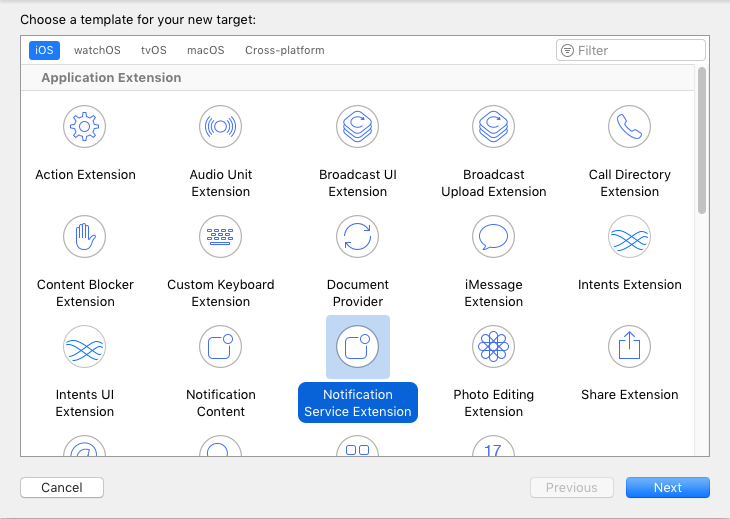 Choose a template for your new target:
iOS watchOS tvOS macOS Cross-platform Filter
Application Extension
Action Extension
Audio Unit
Extension
Broadcast UI
Extension
Broadcast
Upload Extension
Call Directory
Extension
Content Blocker
Extension
Custom Keyboard
Extension
Document
Provider
iMessage
Extension
Intents Extension
Intents UI
Extension
Notification
Content
Notification
Service Extension
Photo Editing
Extension
Share Extension
17
Cancel
Previous
Next